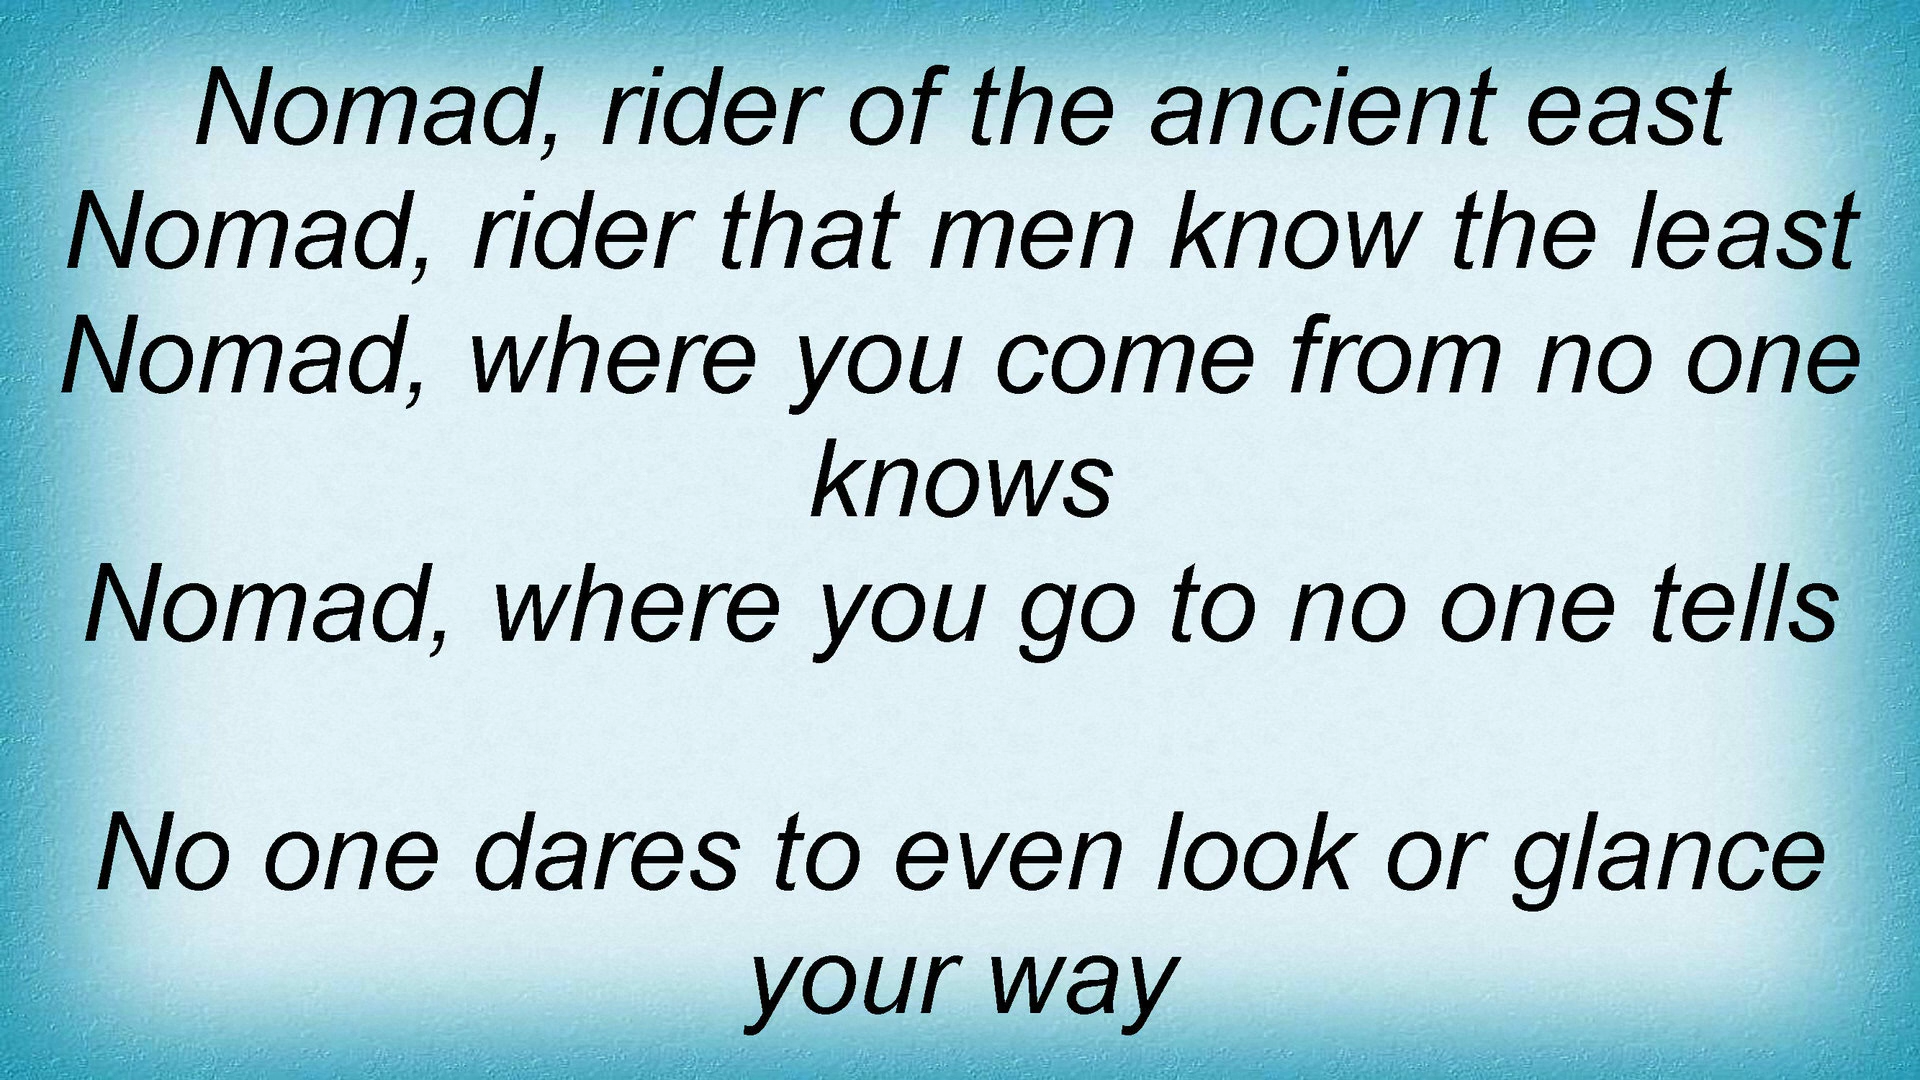 Nomad, rider of the ancient east
Nomad, rider that men know the least
Nomad, where you come from no one
knows
Nomad, where you go to no one tells
No one dares to even look or glance
your way